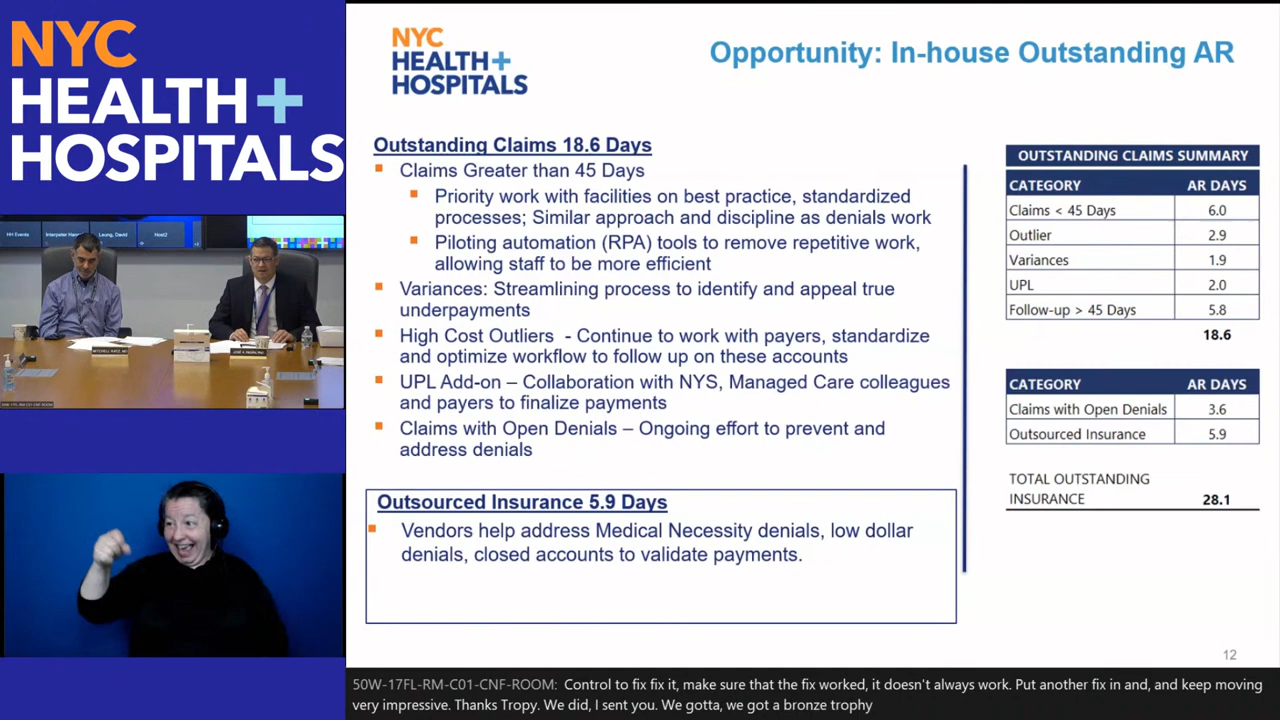 NYC
HEALTH+
HOSPITALS
HH Events
Leung, David
Host2
50W-17FL-RM-C01-CNF-ROOM
NYC
HEALTH+
HOSPITALS
Opportunity: In-house Outstanding AR
Outstanding Claims 18.6 Days
Claims Greater than 45 Days
Priority work with facilities on best practice, standardized
processes; Similar approach and discipline as denials work
Piloting automation (RPA) tools to remove repetitive work,
allowing staff to be more efficient
Variances: Streamlining process to identify and appeal true
underpayments
High Cost Outliers - Continue to work with payers, standardize
and optimize workflow to follow up on these accounts
UPL Add-on – Collaboration with NYS, Managed Care colleagues
and payers to finalize payments
Claims with Open Denials – Ongoing effort to prevent and
address denials
Outsourced Insurance 5.9 Days
Vendors help address Medical Necessity denials, low dollar
denials, closed accounts to validate payments.
OUTSTANDING CLAIMS SUMMARY
CATEGORY AR DAYS
Claims < 45 Days 6.0
Outlier 2.9
Variances 1.9
UPL 2.0
Follow-up > 45 Days 5.8
18.6
CATEGORY AR DAYS
Claims with Open Denials 3.6
Outsourced Insurance 5.9
TOTAL OUTSTANDING
INSURANCE 28.1
12
50W-17FL-RM-C01-CNF-ROOM: Control to fix fix it, make sure that the fix worked, it doesn't always work. Put another fix in and, and keep moving
very impressive. Thanks Tropy. We did, I sent you. We gotta, we got a bronze trophy